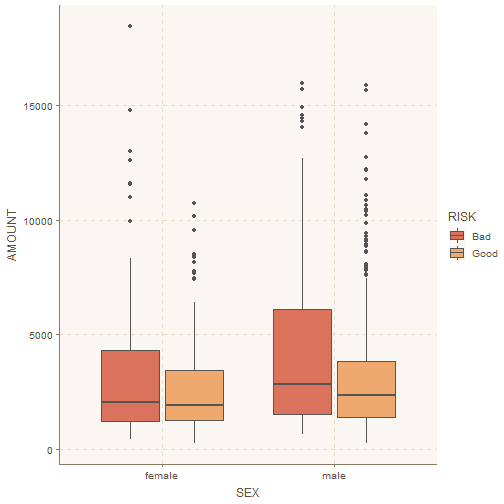 15000
10000
5000
0
AMOUNT
female
male
SEX
RISK
Bad
Good